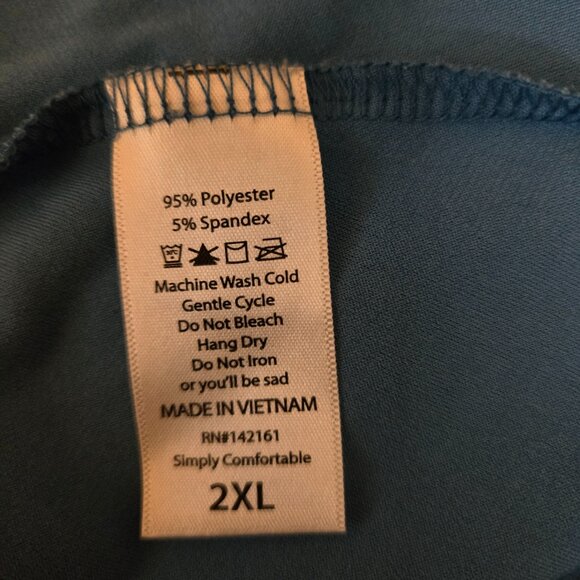 95% Polyester
5% Spandex
Machine Wash Cold
Gentle Cycle
Do Not Bleach
Hang Dry
Do Not Iron
or you'll be sad
MADE IN VIETNAM
RN#142161
Simply Comfortable
2XL